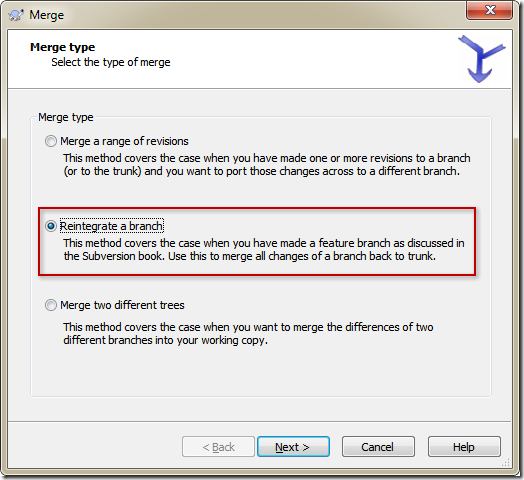 Merge
Merge type
Select the type of merge
Merge type
Merge a range of revisions
This method covers the case when you have made one or more revisions to a branch
(or to the trunk) and you want to port those changes across to a different branch.
Reintegrate a branch
This method covers the case when you have made a feature branch as discussed in
the Subversion book. Use this to merge all changes of a branch back to trunk.
Merge two different trees
This method covers the case when you want to merge the differences of two
different branches into your working copy.
< Back Next > Cancel Help